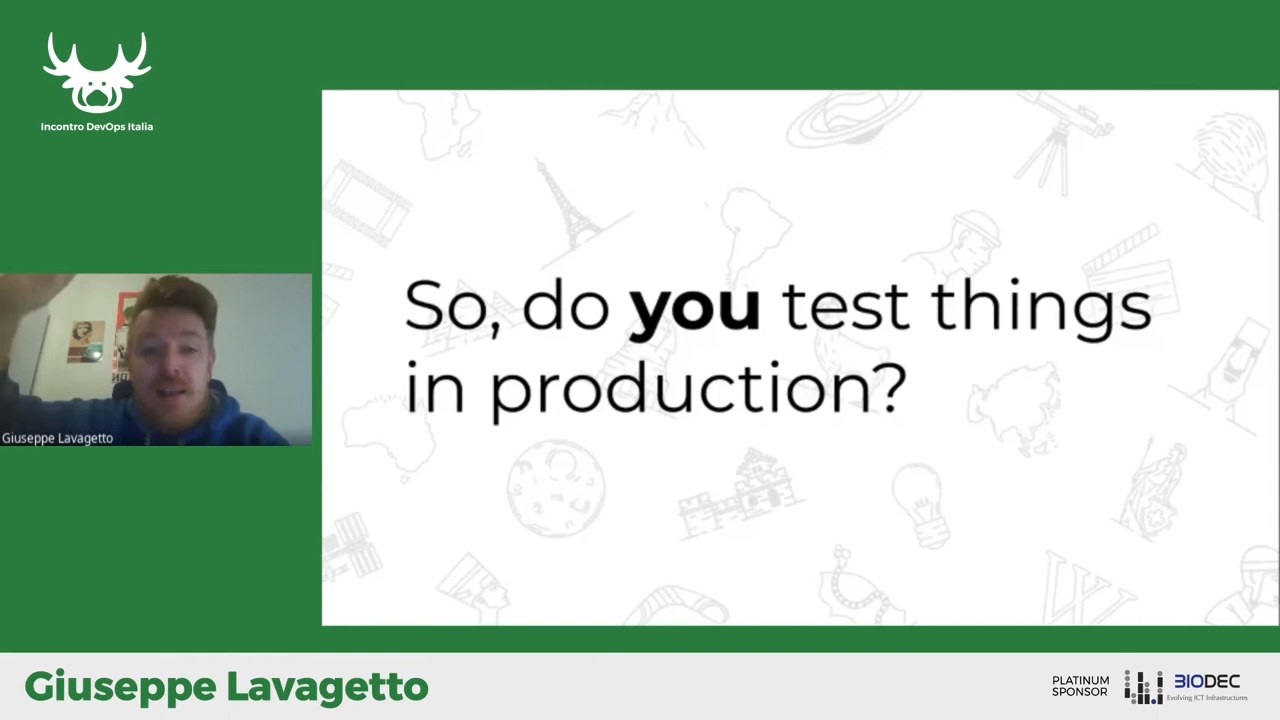 Incontro DevOps Italia
So, do you test things
in production?
Giuseppe Lavagetto
Giuseppe Lavagetto
PLATINUM
SPONSOR
BIODEC
Evolving ICT Infrastructures